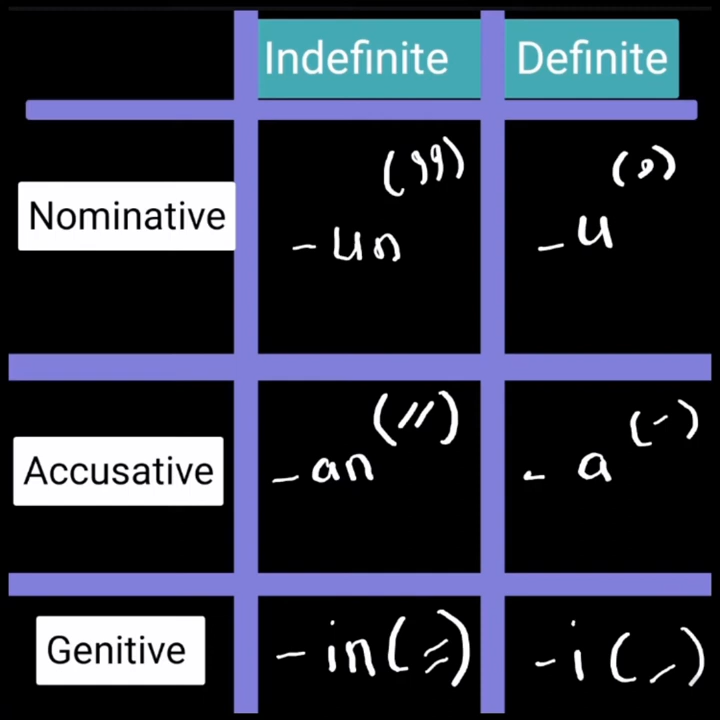 Indefinite Definite
Nominative -un (ٌ) -u (ُ)
Accusative -an (ً) -a (َ)
Genitive -in (ٍ) -i (ِ)